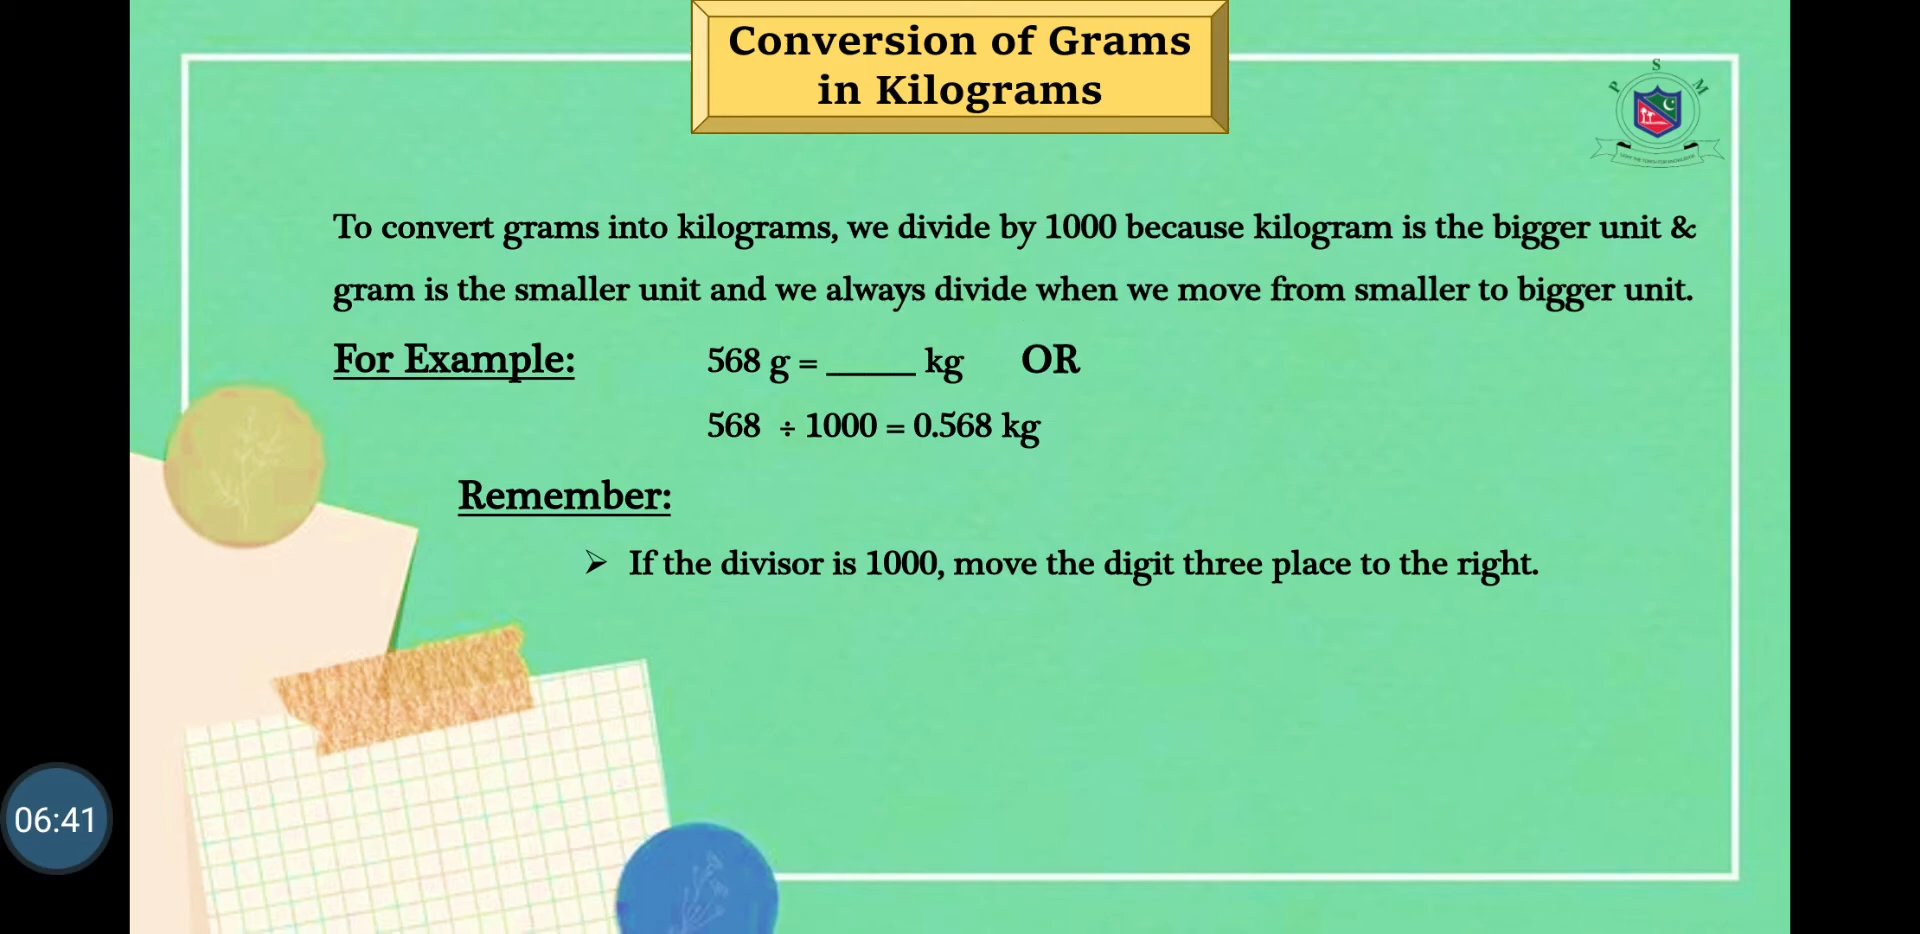 Conversion of Grams
in Kilograms
P S M
To convert grams into kilograms, we divide by 1000 because kilogram is the bigger unit &
gram is the smaller unit and we always divide when we move from smaller to bigger unit.
For Example: 568 g = _____ kg OR
568 ÷ 1000 = 0.568 kg
Remember:
➢ If the divisor is 1000, move the digit three place to the right.
06:41